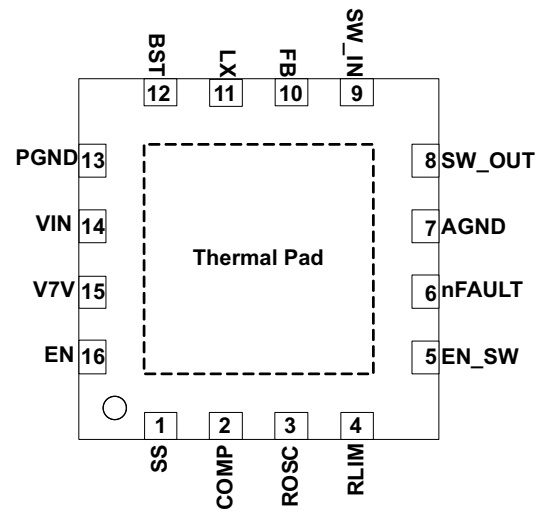 BST
LX
FB
SW_IN
12
11
10
9
PGND 13
8 SW_OUT
VIN 14
7 AGND
Thermal Pad
V7V 15
6 nFAULT
EN 16
5 EN_SW
1
2
3
4
SS
COMP
ROSC
RLIM